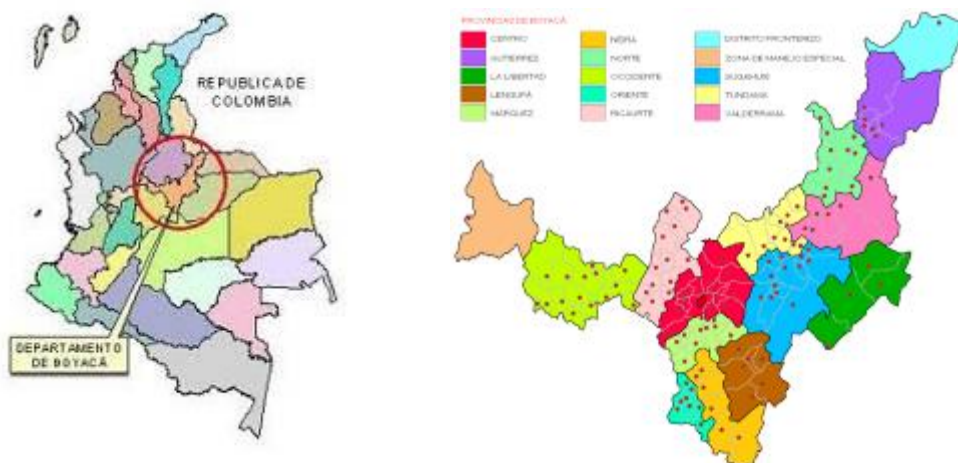 REPUBLICA DE
COLOMBIA
DEPARTAMENTO
DE BOYACÁ
PROVINCIAS DE BOYACÁ
CENTRO
GUTIERREZ
LA LIBERTAD
LENGUPÁ
MARQUEZ
NEIRA
NORTE
OCCIDENTE
ORIENTE
RICAURTE
DISTRITO FRONTERIZO
ZONA DE MANEJO ESPECIAL
SUGAMUXI
TUNDAMA
VALDERRAMA